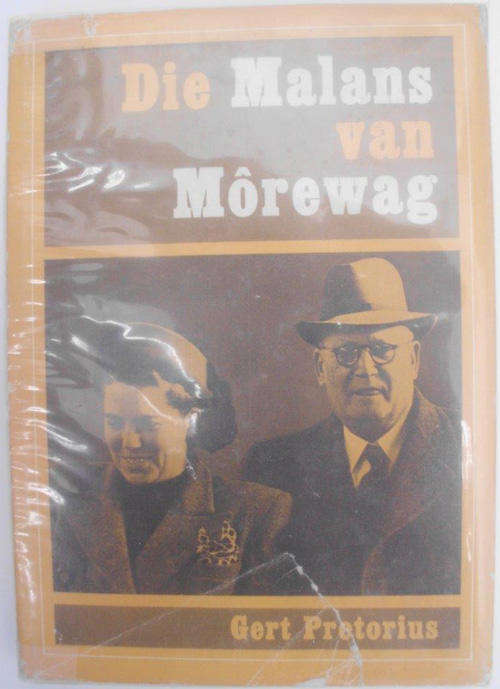 Die Malans
van
Môrewag
Gert Pretorius